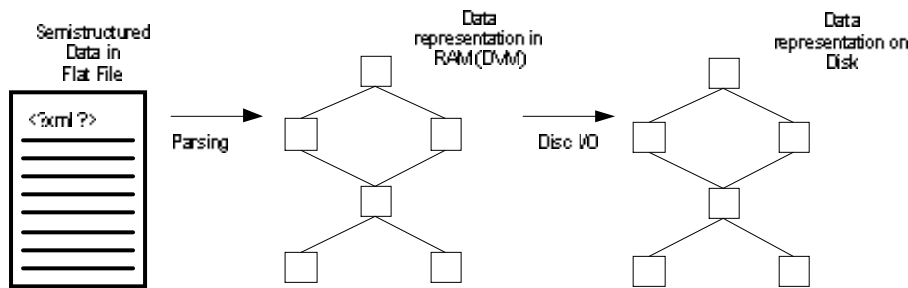 Semistructured
Data in
Flat File
<?xml ?>
Parsing
Data
representation in
RAM(DVM)
Disc I/O
Data
representation on
Disk